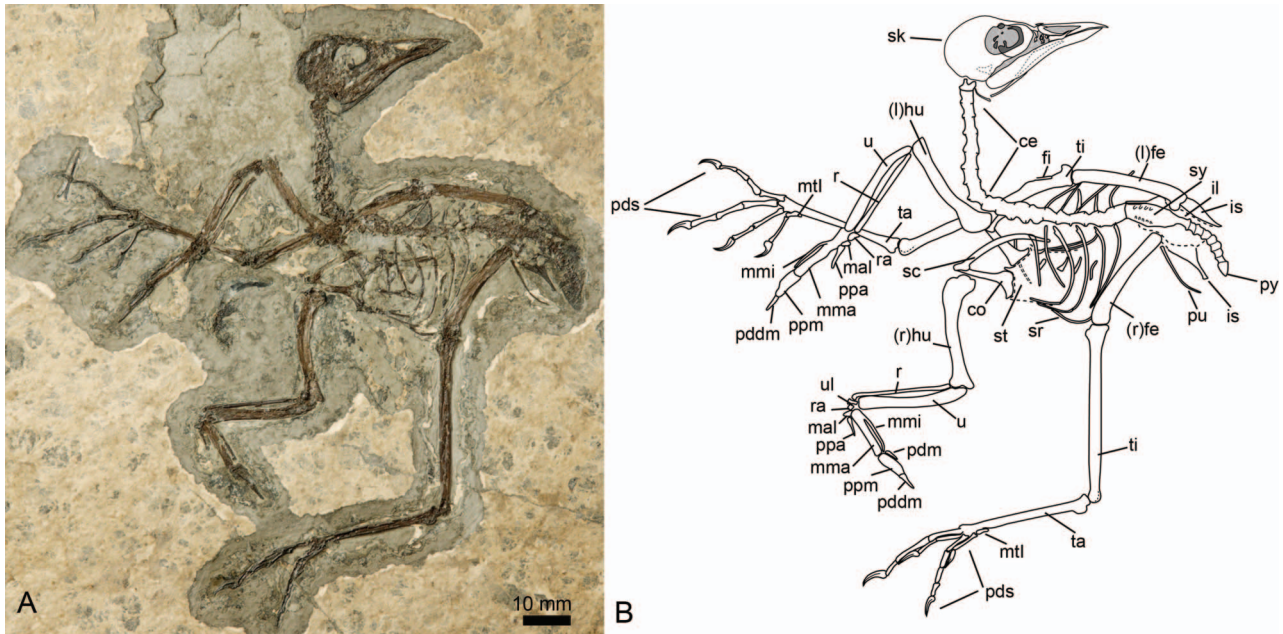 A
10 mm
B
sk
(l)hu
ce
u
fi
ti
(l)fe
sy
il
is
pds
mtl
r
ta
mmi
mal
ra
ppa
mma
ppm
pddm
sc
co
st
sr
(r)fe
pu
is
py
(r)hu
ul
r
ra
mal
ppa
mma
ppm
mmi
u
pdm
pddm
ti
ta
mtl
pds